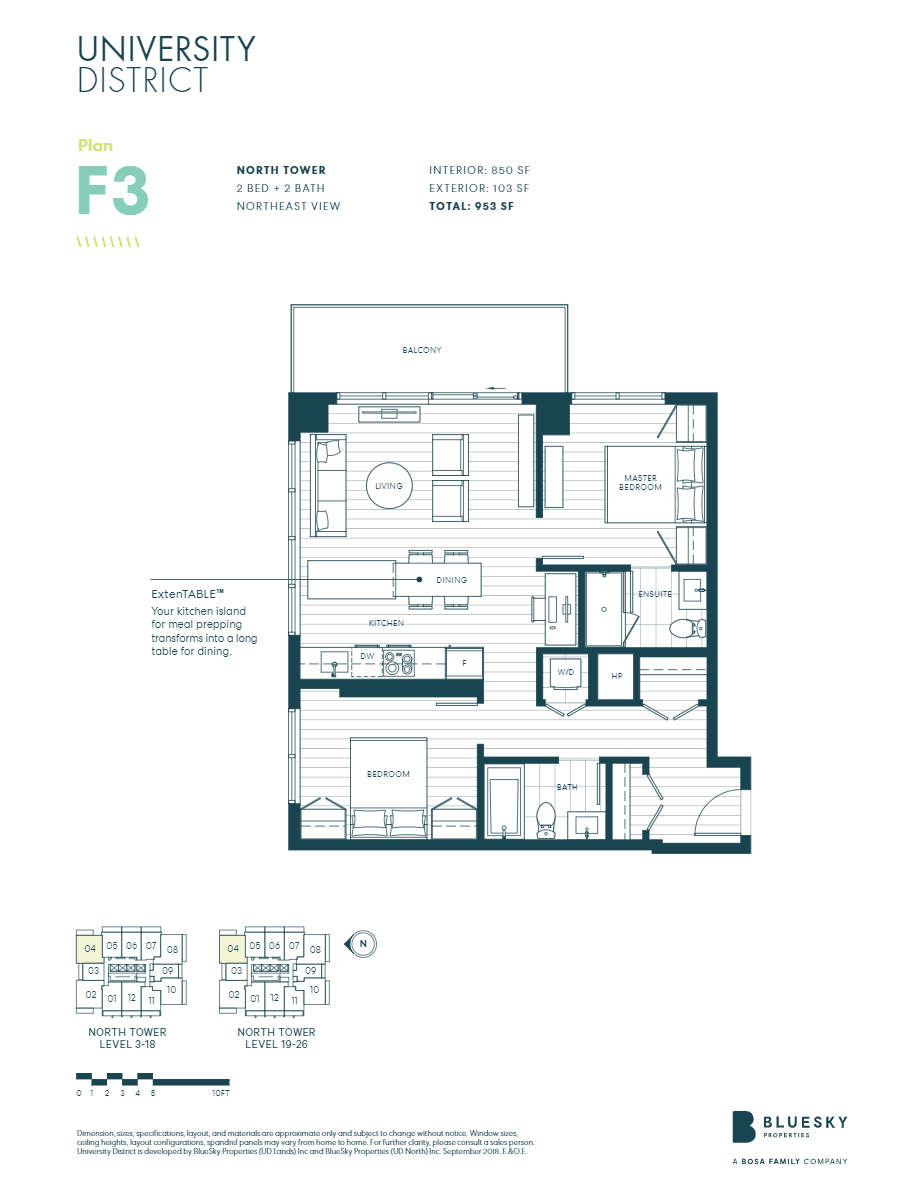 UNIVERSITY
DISTRICT
Plan
F3
NORTH TOWER
2 BED + 2 BATH
NORTHEAST VIEW
INTERIOR: 850 SF
EXTERIOR: 103 SF
TOTAL: 953 SF
BALCONY
LIVING
MASTER
BEDROOM
DINING
ENSUITE
ExtenTABLE™
Your kitchen island
for meal prepping
transforms into a long
table for dining.
KITCHEN
DW
F
W/D
HP
BEDROOM
BATH
04 05 06 07 08
03 09
02 01 12 11 10
NORTH TOWER
LEVEL 3-18
04 05 06 07 08
03 09
02 01 12 11 10
NORTH TOWER
LEVEL 19-26
N
0 1 2 3 4 5 10FT
Dimension, sizes, specifications, layout, and materials are approximate only and subject to change without notice. Window sizes,
ceiling heights, layout configurations, spandrel panels may vary from home to home. For further clarity, please consult a sales person.
University District is developed by BlueSky Properties (UD Lands) Inc and BlueSky Properties (UD North) Inc. September 2018. E.&O.E.
BLUESKY
PROPERTIES
A BOSA FAMILY COMPANY